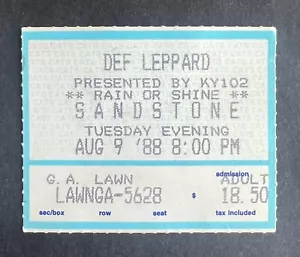 DEF LEPPARD
PRESENTED BY KY102
** RAIN OR SHINE **
SANDSTONE
TUESDAY EVENING
AUG 9 '88 8:00 PM
admission
G.A. LAWN ADULT
LAWNGA-5628 $ 18.50
sec/box row seat tax included